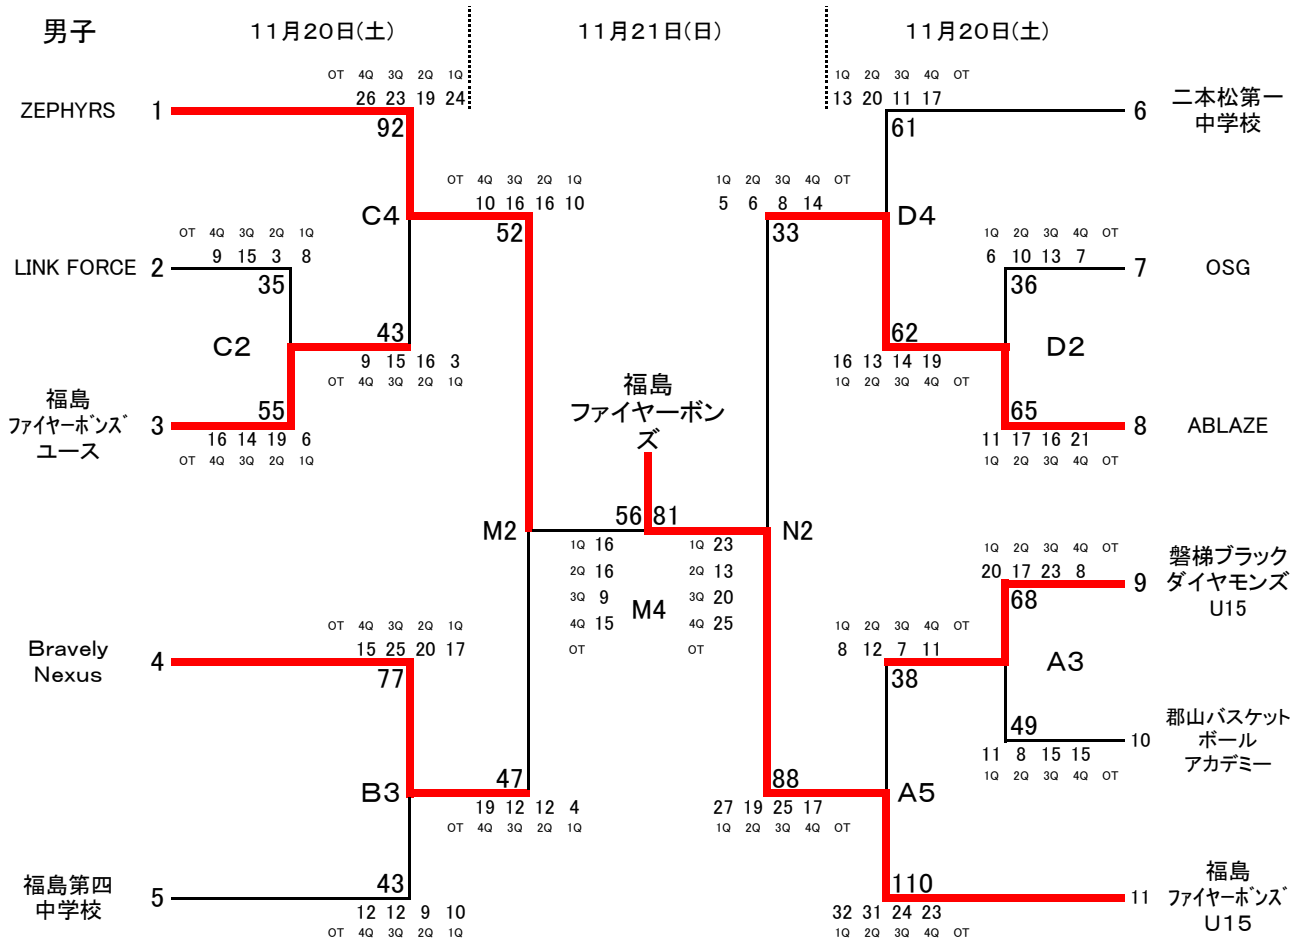 男子
11月20日(土)
11月21日(日)
11月20日(土)
OT 4Q 3Q 2Q 1Q
26 23 19 24
ZEPHYRS 1
92
1Q 2Q 3Q 4Q OT
13 20 11 17
61
6 二本松第一
中学校
OT 4Q 3Q 2Q 1Q
10 16 16 10
C4
52
1Q 2Q 3Q 4Q OT
5 6 8 14
33
D4
OT 4Q 3Q 2Q 1Q
9 15 3 8
LINK FORCE 2
35
1Q 2Q 3Q 4Q OT
6 10 13 7
36
7 OSG
C2
43
9 15 16 3
OT 4Q 3Q 2Q 1Q
62
D2
16 13 14 19
1Q 2Q 3Q 4Q OT
福島
ファイヤーボンズ
ユース
3
55
16 14 19 6
OT 4Q 3Q 2Q 1Q
福島
ファイヤーボン
ズ
65
8 ABLAZE
11 17 16 21
1Q 2Q 3Q 4Q OT
M2
56 81
N2
1Q 16
2Q 16
3Q 9
4Q 15
OT
M4
1Q 23
2Q 13
3Q 20
4Q 25
OT
1Q 2Q 3Q 4Q OT
20 17 23 8
68
9 磐梯ブラック
ダイヤモンズ
U15
OT 4Q 3Q 2Q 1Q
15 25 20 17
Bravely
Nexus
4
77
1Q 2Q 3Q 4Q OT
8 12 7 11
38
A3
49
10 郡山バスケット
ボール
アカデミー
11 8 15 15
1Q 2Q 3Q 4Q OT
B3
47
19 12 12 4
OT 4Q 3Q 2Q 1Q
88
A5
27 19 25 17
1Q 2Q 3Q 4Q OT
福島第四
中学校
5
43
12 12 9 10
OT 4Q 3Q 2Q 1Q
110
11 福島
ファイヤーボンズ
U15
32 31 24 23
1Q 2Q 3Q 4Q OT